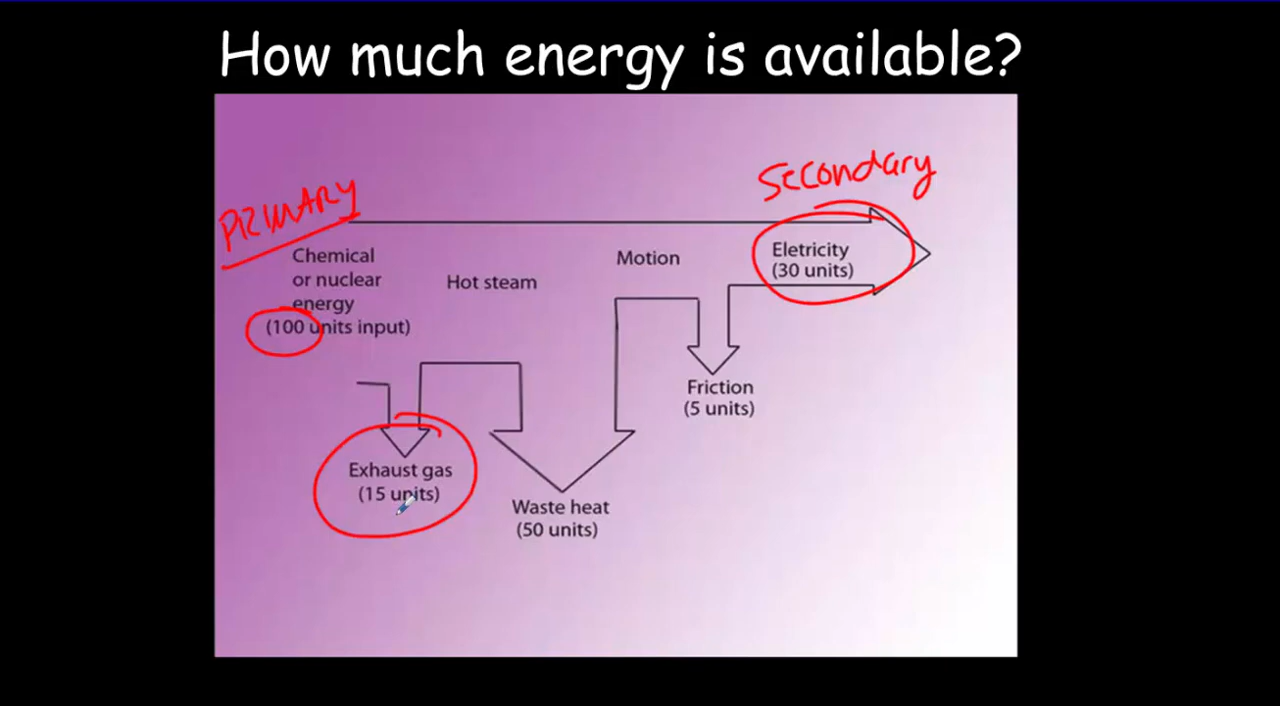 How much energy is available?
PRIMARY
Secondary
Chemical
or nuclear
energy
(100 units input)
Hot steam
Motion
Eletricity
(30 units)
Friction
(5 units)
Exhaust gas
(15 units)
Waste heat
(50 units)